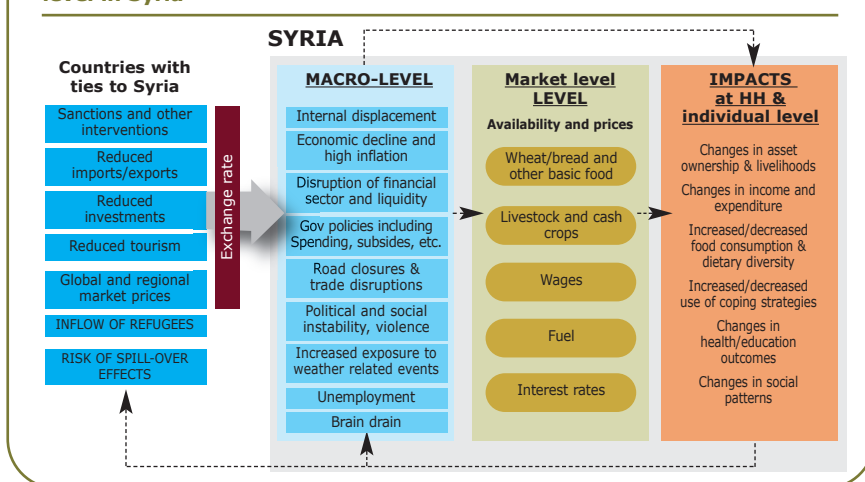 level in Syria
SYRIA
Countries with
ties to Syria
Sanctions and other
interventions
Reduced
imports/exports
Reduced
investments
Reduced tourism
Global and regional
market prices
INFLOW OF REFUGEES
RISK OF SPILL-OVER
EFFECTS
Exchange rate
MACRO-LEVEL
Internal displacement
Economic decline and
high inflation
Disruption of financial
sector and liquidity
Gov policies including
Spending, subsides, etc.
Road closures &
trade disruptions
Political and social
instability, violence
Increased exposure to
weather related events
Unemployment
Brain drain
Market level
LEVEL
Availability and prices
Wheat/bread and
other basic food
Livestock and cash
crops
Wages
Fuel
Interest rates
IMPACTS
at HH &
individual level
Changes in asset
ownership & livelihoods
Changes in income and
expenditure
Increased/decreased
food consumption &
dietary diversity
Increased/decreased
use of coping strategies
Changes in
health/education
outcomes
Changes in social
patterns